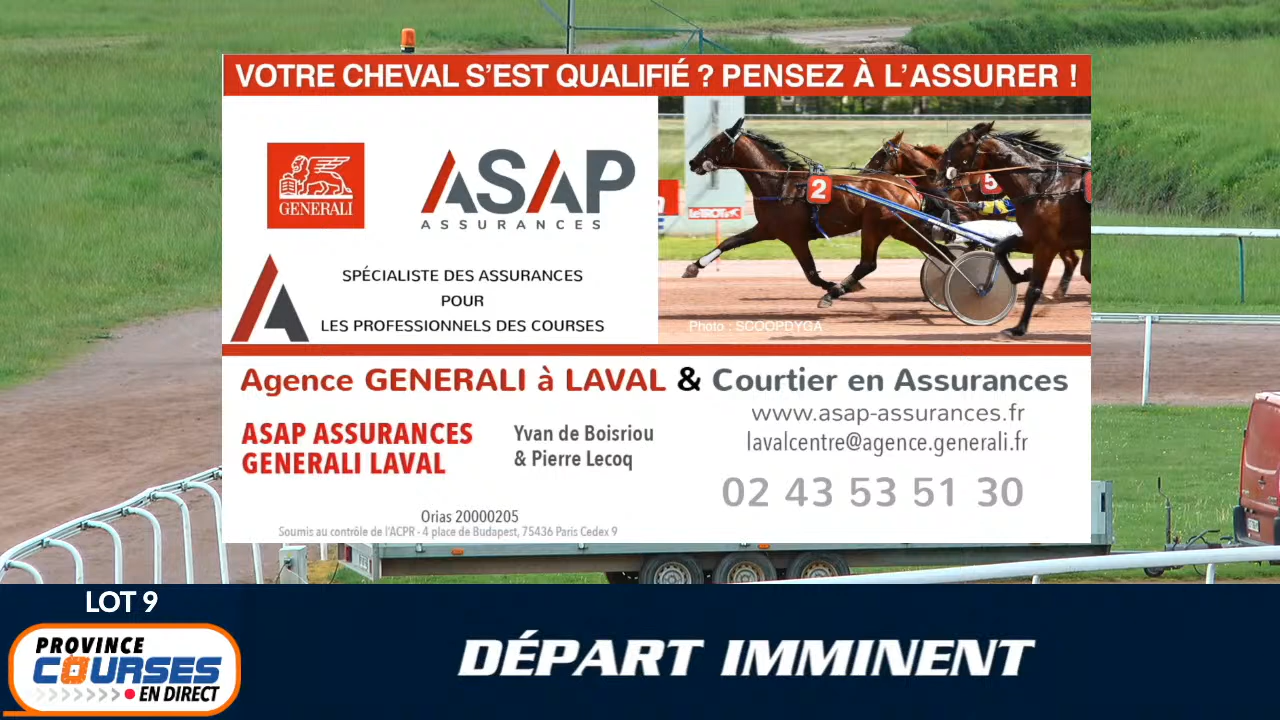 VOTRE CHEVAL S'EST QUALIFIÉ ? PENSEZ À L'ASSURER !
GENERALI
ASAP
ASSURANCES
SPÉCIALISTE DES ASSURANCES
POUR
LES PROFESSIONNELS DES COURSES
2
5
LETROT
Photo : SCOOPDYGA
Agence GENERALI à LAVAL & Courtier en Assurances
ASAP ASSURANCES
GENERALI LAVAL
Yvan de Boisriou
& Pierre Lecoq
www.asap-assurances.fr
lavalcentre@agence.generali.fr
02 43 53 51 30
Orias 20000205
Soumis au contrôle de l'ACPR - 4 place de Budapest, 75436 Paris Cedex 9
LOT 9
PROVINCE
COURSES
EN DIRECT
DÉPART IMMINENT